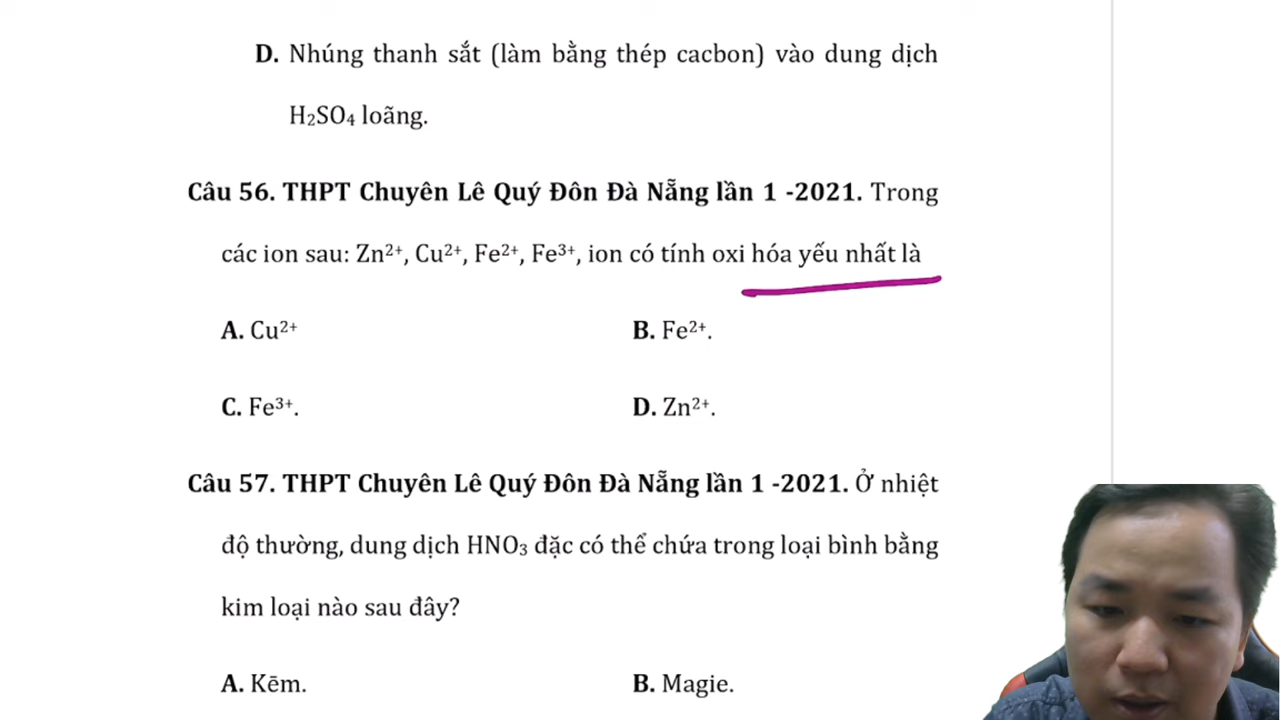 D. Nhúng thanh sắt (làm bằng thép cacbon) vào dung dịch
H₂SO₄ loãng.
Câu 56. THPT Chuyên Lê Quý Đôn Đà Nẵng lần 1 -2021. Trong
các ion sau: Zn²⁺, Cu²⁺, Fe²⁺, Fe³⁺, ion có tính oxi hóa yếu nhất là
A. Cu²⁺ B. Fe²⁺.
C. Fe³⁺. D. Zn²⁺.
Câu 57. THPT Chuyên Lê Quý Đôn Đà Nẵng lần 1 -2021. Ở nhiệt
độ thường, dung dịch HNO₃ đặc có thể chứa trong loại bình bằng
kim loại nào sau đây?
A. Kēm. B. Magie.